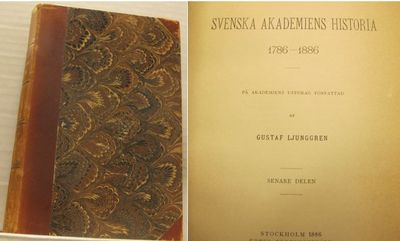 SVENSKA AKADEMIENS HISTORIA
1786—1886
PÅ AKADEMIENS UPPDRAG FÖRFATTAD
AF
GUSTAF LJUNGGREN
SENARE DELEN
STOCKHOLM 1886